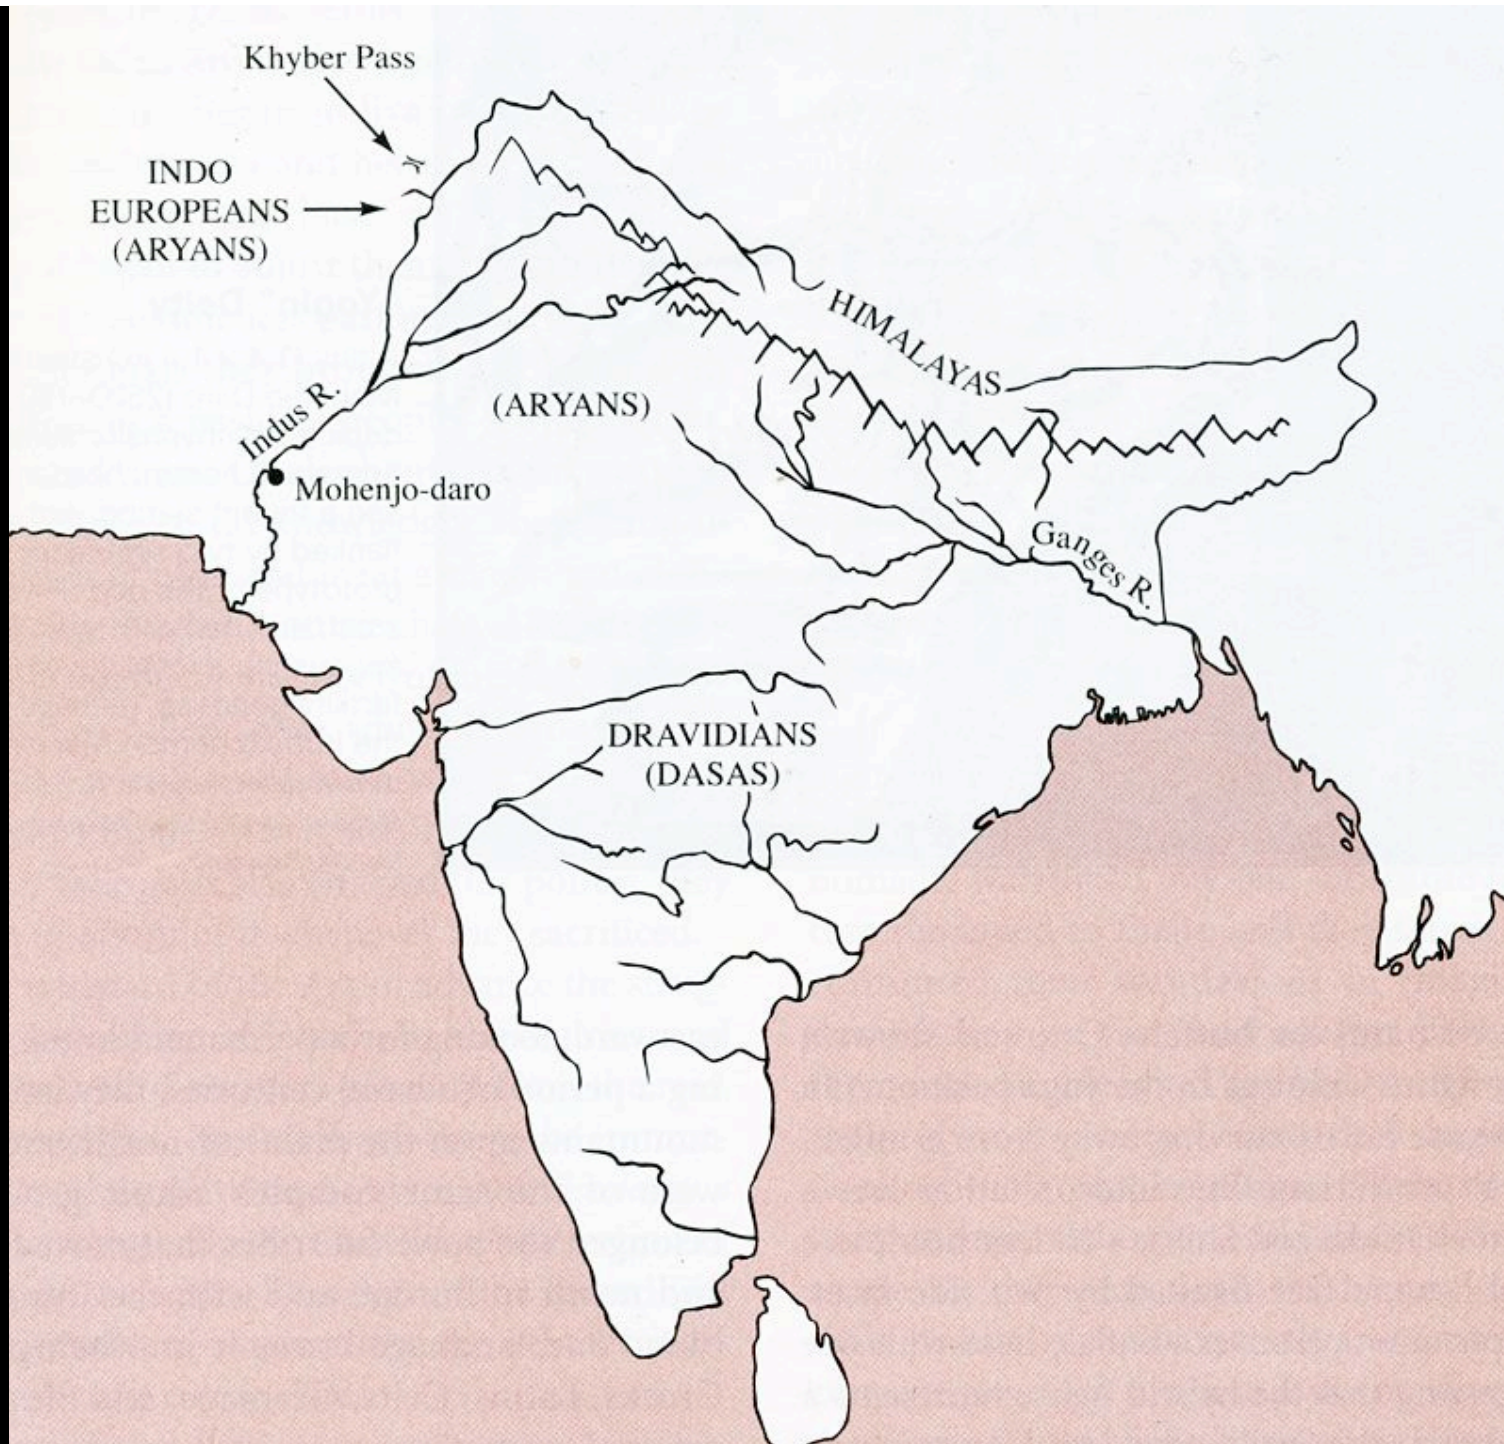 Khyber Pass
INDO
EUROPEANS
(ARYANS)
HIMALAYAS
(ARYANS)
Indus R.
Mohenjo-daro
Ganges R.
DRAVIDIANS
(DASAS)